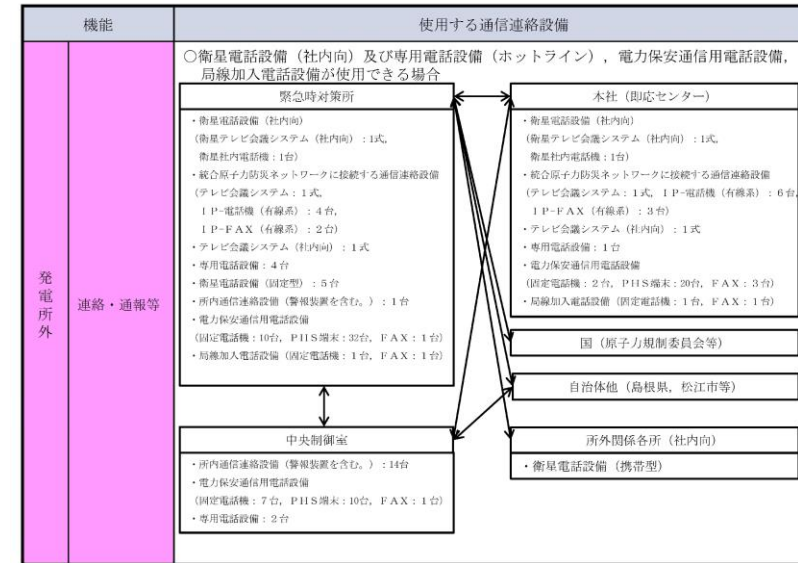 機能
使用する通信連絡設備
発電所外
連絡・通報等
○衛星電話設備（社内向）及び専用電話設備（ホットライン），電力保安通信用電話設備，
局線加入電話設備が使用できる場合
緊急時対策所
・衛星電話設備（社内向）
（衛星テレビ会議システム（社内向）：1式，
衛星社内電話機：1台）
・統合原子力防災ネットワークに接続する通信連絡設備
（テレビ会議システム：１式，
ＩＰ-電話機（有線系）：４台，
ＩＰ-ＦＡＸ（有線系）：２台）
・テレビ会議システム（社内向）：１式
・専用電話設備：４台
・衛星電話設備（固定型）：５台
・所内通信連絡設備（警報装置を含む。）：１台
・電力保安通信用電話設備
（固定電話機：10台，ＰＨＳ端末：32台，ＦＡＸ：１台）
・局線加入電話設備（固定電話機：１台，ＦＡＸ：１台）
中央制御室
・所内通信連絡設備（警報装置を含む。）：14台
・電力保安通信用電話設備
（固定電話機：７台，ＰＨＳ端末：10台，ＦＡＸ：１台）
・専用電話設備：２台
本社（即応センター）
・衛星電話設備（社内向）
（衛星テレビ会議システム（社内向）：1式，
衛星社内電話機：1台）
・統合原子力防災ネットワークに接続する通信連絡設備
（テレビ会議システム：１式，ＩＰ-電話機（有線系）：６台，
ＩＰ-ＦＡＸ（有線系）：３台）
・テレビ会議システム（社内向）：１式
・専用電話設備：１台
・電力保安通信用電話設備
（固定電話機：２台，ＰＨＳ端末：20台，ＦＡＸ：３台）
・局線加入電話設備（固定電話機：１台，ＦＡＸ：１台）
国（原子力規制委員会等）
自治体他（島根県，松江市等）
所外関係各所（社内向）
・衛星電話設備（携帯型）